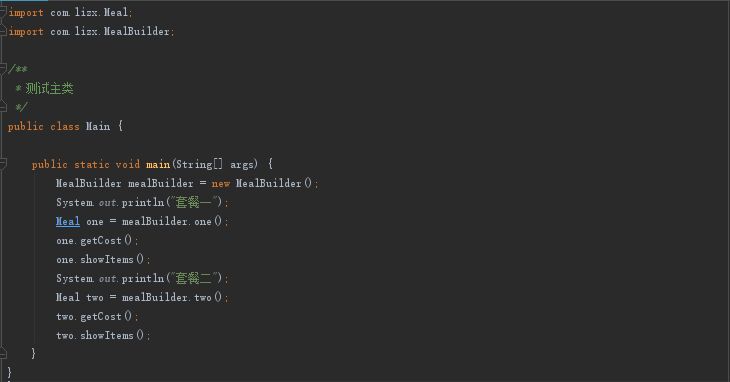 import com.lizx.Meal;
import com.lizx.MealBuilder;
/**
* 测试主类
*/
public class Main {
public static void main(String[] args) {
MealBuilder mealBuilder = new MealBuilder();
System.out.println("套餐一");
Meal one = mealBuilder.one();
one.getCost();
one.showItems();
System.out.println("套餐二");
Meal two = mealBuilder.two();
two.getCost();
two.showItems();
}
}